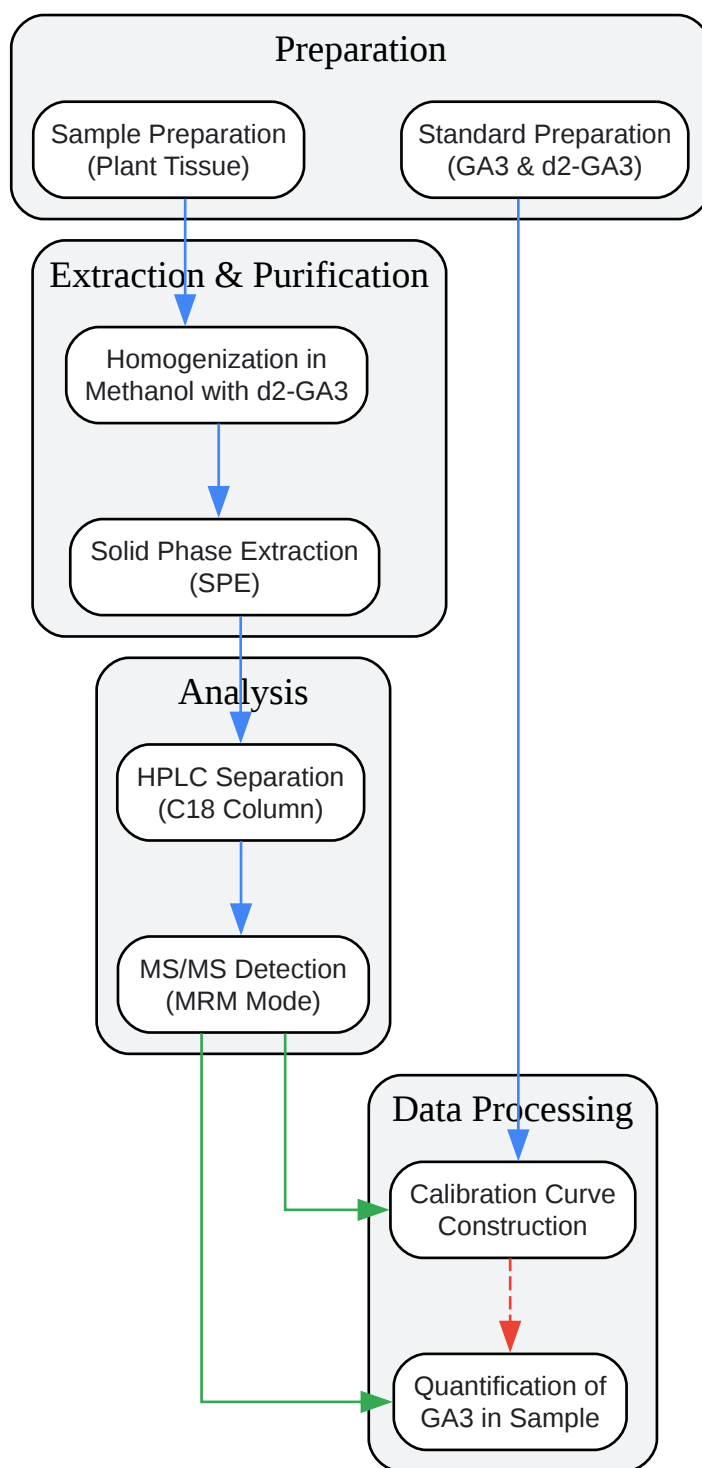 Preparation
Sample Preparation
(Plant Tissue)
Standard Preparation
(GA3 & d2-GA3)
Extraction & Purification
Homogenization in
Methanol with d2-GA3
Solid Phase Extraction
(SPE)
Analysis
HPLC Separation
(C18 Column)
MS/MS Detection
(MRM Mode)
Data Processing
Calibration Curve
Construction
Quantification of
GA3 in Sample